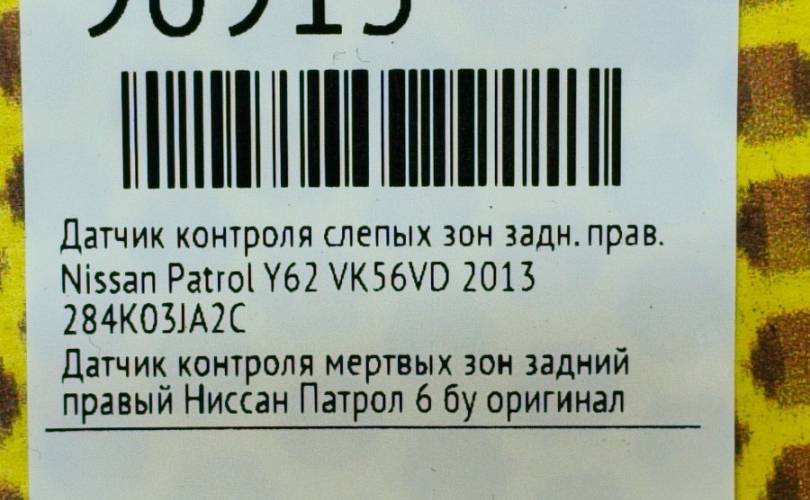 Датчик контроля слепых зон задн. прав.
Nissan Patrol Y62 VK56VD 2013
284K03JA2C
Датчик контроля мертвых зон задний
правый Ниссан Патрол 6 бу оригинал